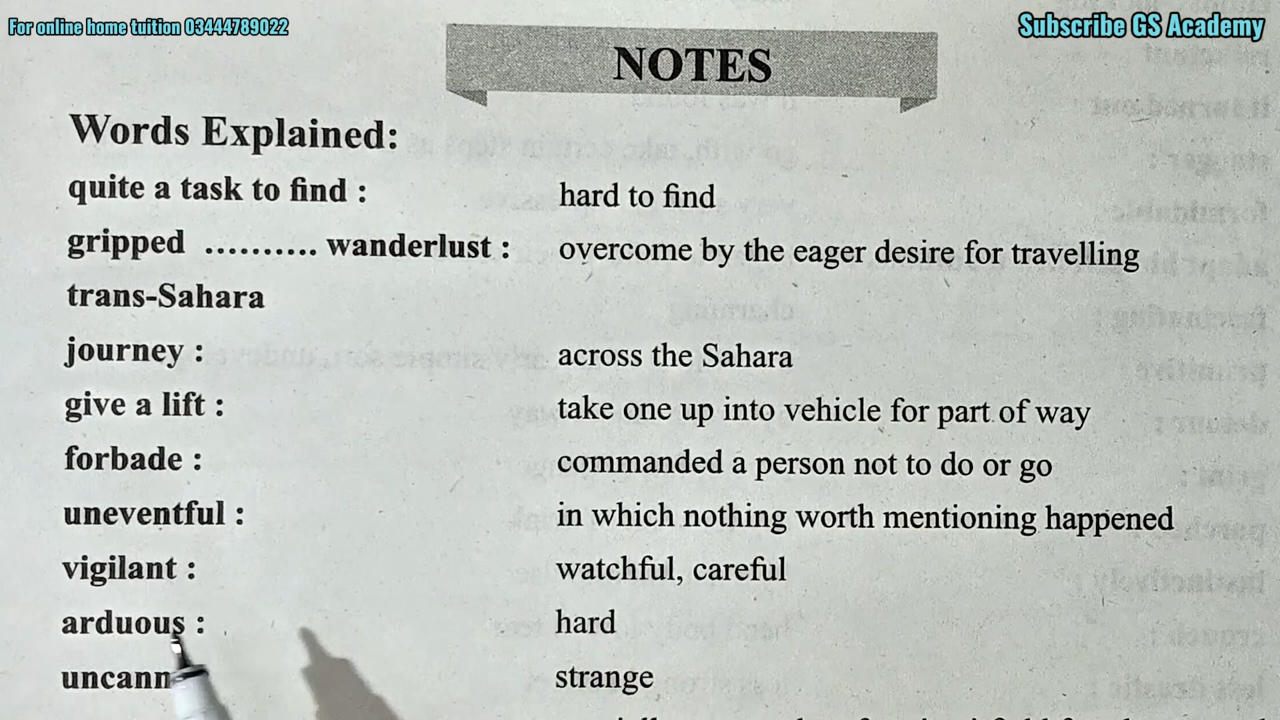 For online home tuition 03444789022
Subscribe GS Academy
NOTES
Words Explained:
quite a task to find : hard to find
gripped .......... wanderlust : overcome by the eager desire for travelling
trans-Sahara
journey : across the Sahara
give a lift : take one up into vehicle for part of way
forbade : commanded a person not to do or go
uneventful : in which nothing worth mentioning happened
vigilant : watchful, careful
arduous : hard
strange